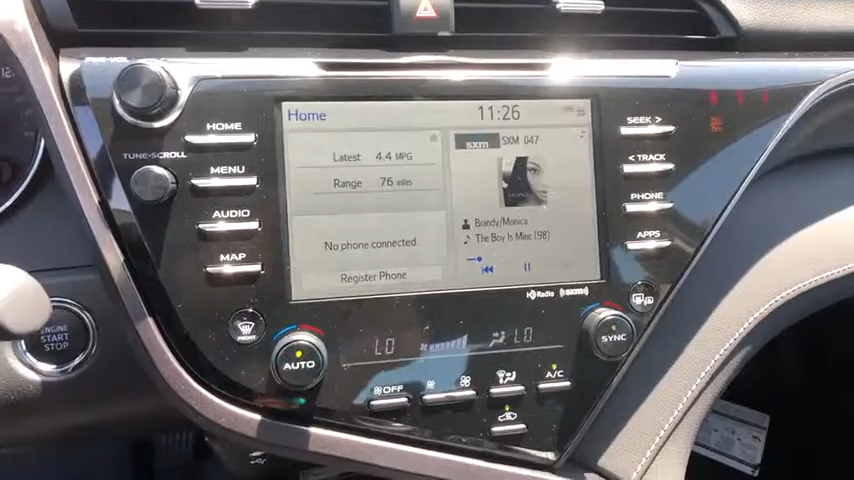 Home
11:26
Latest 4.4 MPG
Range 76 miles
No phone connected.
Register Phone
sxm SXM 047
Brandy/Monica
The Boy Is Mine (98)
HD Radio ((sxm))
TUNE•SCROLL
HOME
MENU
AUDIO
MAP
SEEK >
< TRACK
PHONE
APPS
FRONT
AUTO
LO
LO
SYNC
OFF
A/C
ENGINE
START
STOP